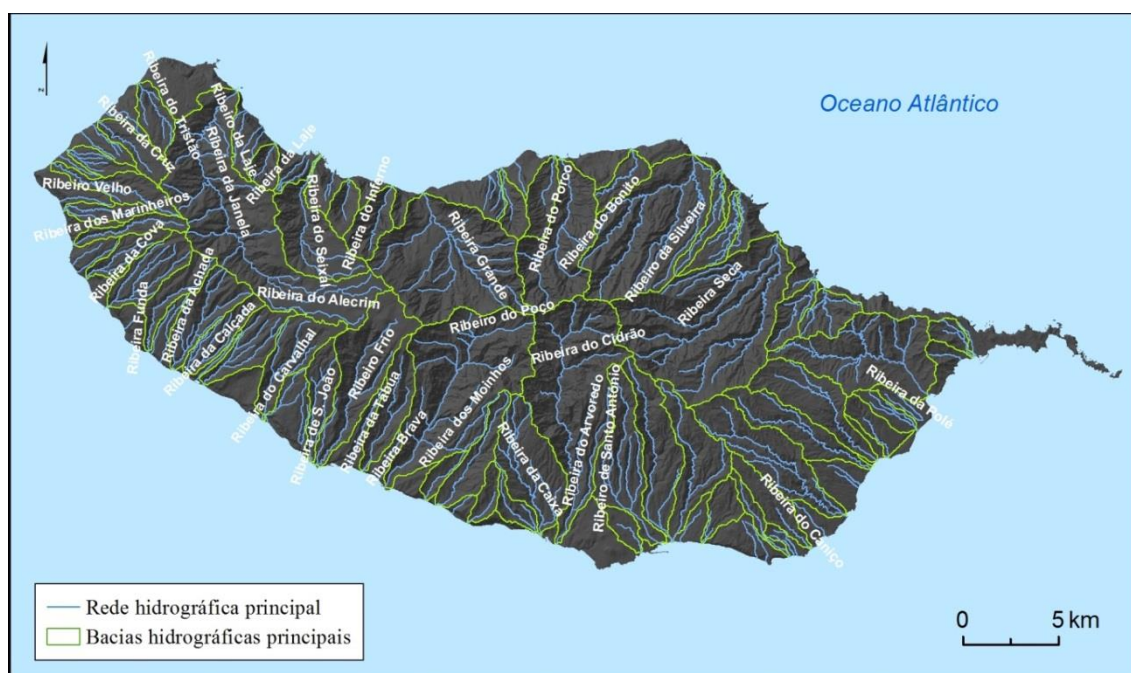 Oceano Atlântico
Ribeira do Tristão
Ribeiro da Laje
Ribeira da Laje
Ribeira da Cruz
Ribeira da Janela
Ribeiro Velho
Ribeira dos Marinheiros
Ribeira da Cova
Ribeira do Seixal
Ribeira do Inferno
Ribeira Grande
Ribeira do Porco
Ribeira do Bonito
Ribeiro da Silveira
Ribeira Seca
Ribeira Funda
Ribeira da Achada
Ribeira da Calçada
Ribeira do Alecrim
Ribeiro do Poço
Ribeira do Cidrão
Ribeira do Carvalhal
Ribeira de S. João
Ribeiro Frio
Ribeira da Tábua
Ribeira Brava
Ribeira dos Moinhos
Ribeira da Caixa
Ribeira do Arvoredo
Ribeiro de Santo António
Ribeira do Caniço
Ribeira da
Rede hidrográfica principal
Bacias hidrográficas principais
0 5 km